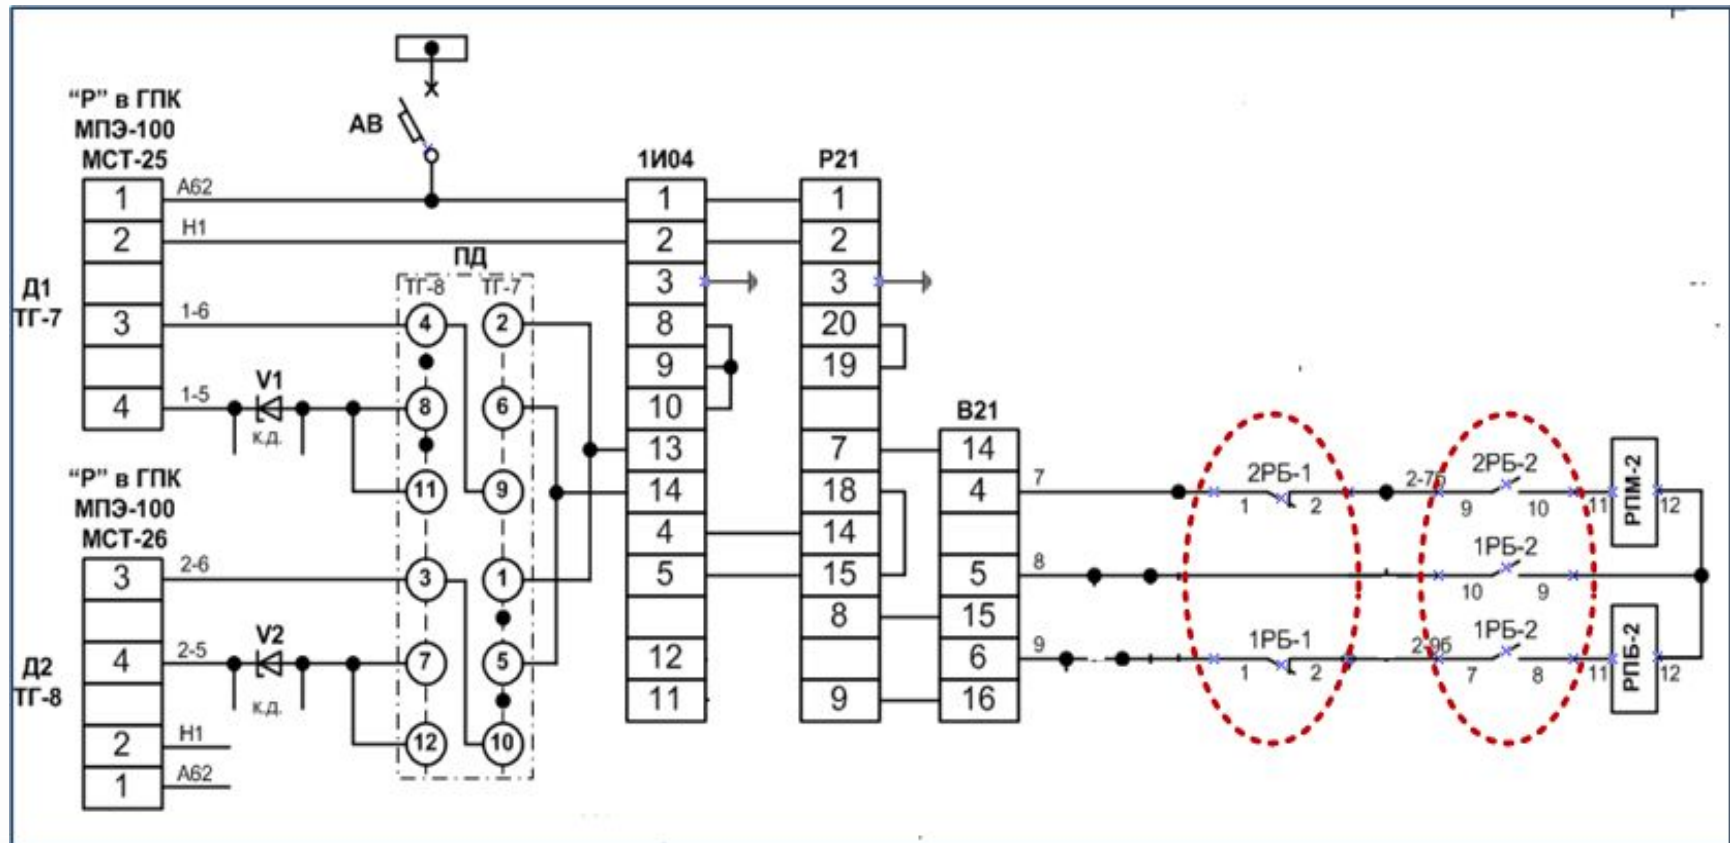 “Р” в ГПК
МПЭ-100
МСТ-25
АВ
1И04
Р21
1
А62
1
1
2
Н1
2
2
ПД
3
3
Д1
ТГ-7
ТГ-8
ТГ-7
3
1-6
4
2
8
20
9
19
4
1-5
V1
к.д.
8
6
10
В21
13
7
14
“Р” в ГПК
МПЭ-100
МСТ-26
11
9
14
18
4
7
2РБ-1
1
2
2-7б
2РБ-2
9
10
11
РПМ-2
12
4
14
3
2-6
3
1
5
15
5
8
1РБ-2
10
9
8
15
Д2
ТГ-8
4
2-5
V2
к.д.
7
5
12
6
9
1РБ-1
1
2
2-9б
1РБ-2
7
8
11
РПБ-2
12
11
9
16
2
Н1
12
10
1
А62